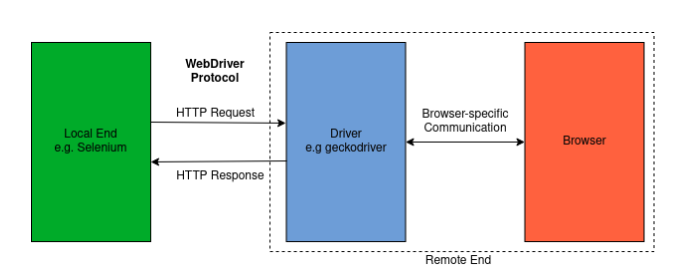 WebDriver
Protocol
HTTP Request
Local End
e.g. Selenium
HTTP Response
Driver
e.g geckodriver
Browser-specific
Communication
Browser
Remote End